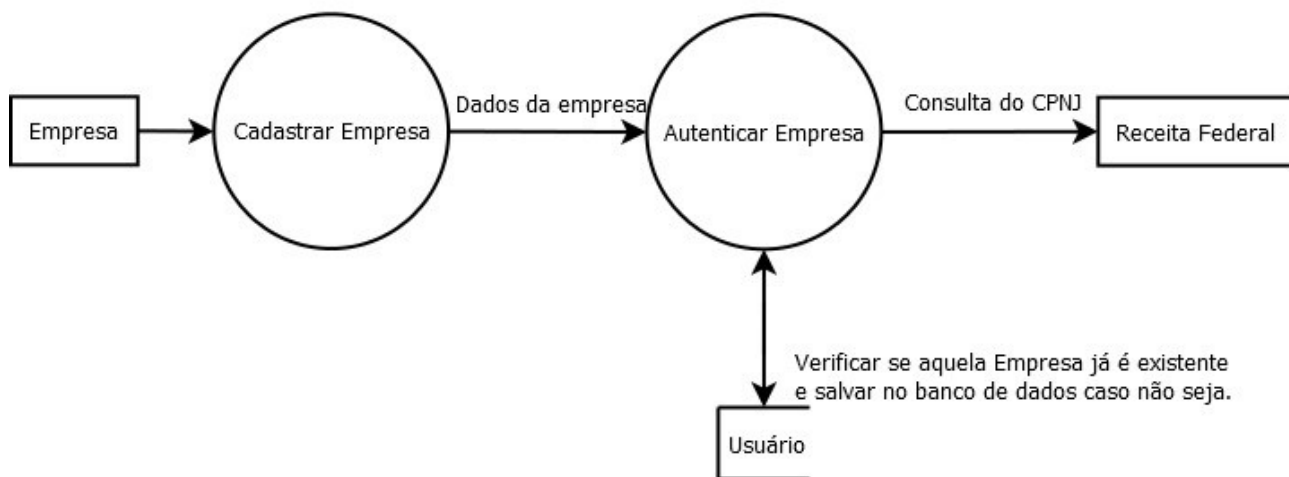 Empresa
Cadastrar Empresa
Dados da empresa
Autenticar Empresa
Consulta do CPNJ
Receita Federal
Verificar se aquela Empresa já é existente
e salvar no banco de dados caso não seja.
Usuário